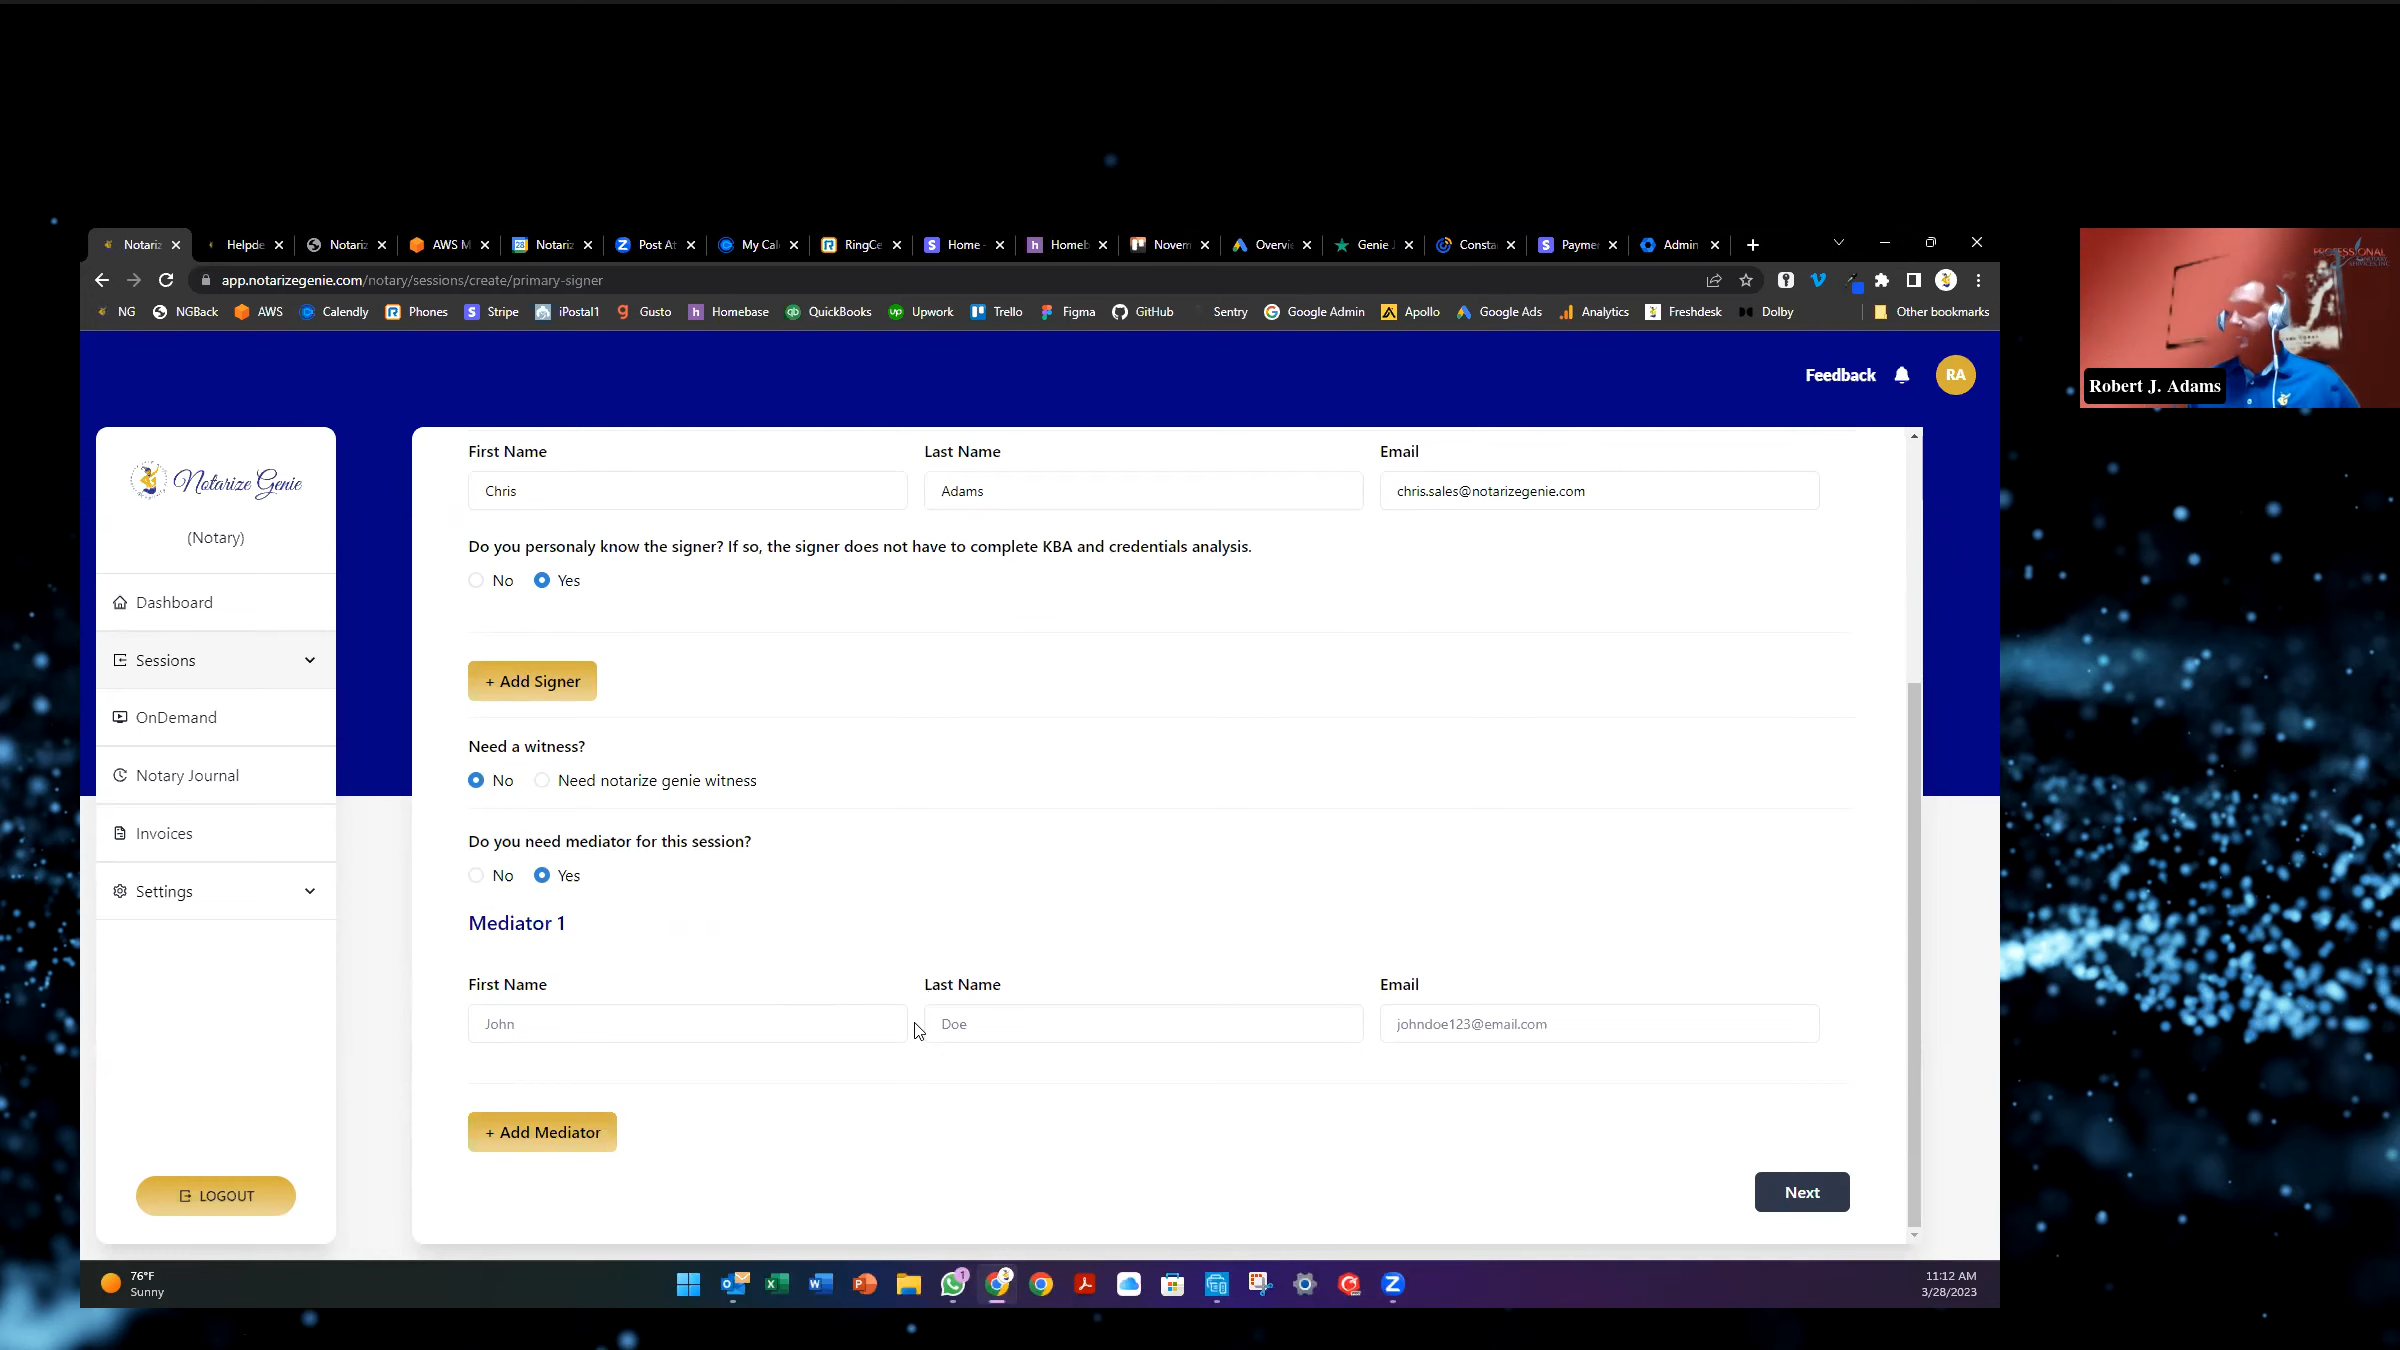 Notariz
Helpde
Notariz
AWS M
Notariz
Post At
My Cal
RingCe
Home -
Homeb
Novem
Overvie
Genie J
Consta
Payme
Admin
app.notarizegenie.com/notary/sessions/create/primary-signer
NG
NGBack
AWS
Calendly
Phones
Stripe
iPostal1
Gusto
Homebase
QuickBooks
Upwork
Trello
Figma
GitHub
Sentry
Google Admin
Apollo
Google Ads
Analytics
Freshdesk
Dolby
Other bookmarks
PROFESSIONAL
Robert J. Adams
Feedback
RA
Notarize Genie
(Notary)
Dashboard
Sessions
OnDemand
Notary Journal
Invoices
Settings
LOGOUT
First Name Last Name Email
Chris Adams chris.sales@notarizegenie.com
Do you personaly know the signer? If so, the signer does not have to complete KBA and credentials analysis.
No Yes
+ Add Signer
Need a witness?
No Need notarize genie witness
Do you need mediator for this session?
No Yes
Mediator 1
First Name Last Name Email
John Doe johndoe123@email.com
+ Add Mediator
Next
76°F
Sunny
11:12 AM
3/28/2023